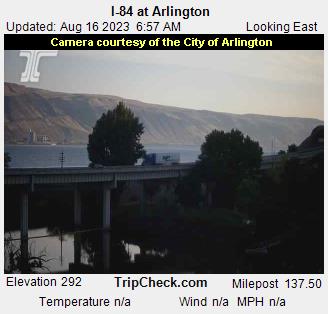 I-84 at Arlington
Updated: Aug 16 2023 6:57 AM Looking East
Camera courtesy of the City of Arlington
Elevation 292 TripCheck.com Milepost 137.50
Temperature n/a Wind n/a MPH n/a